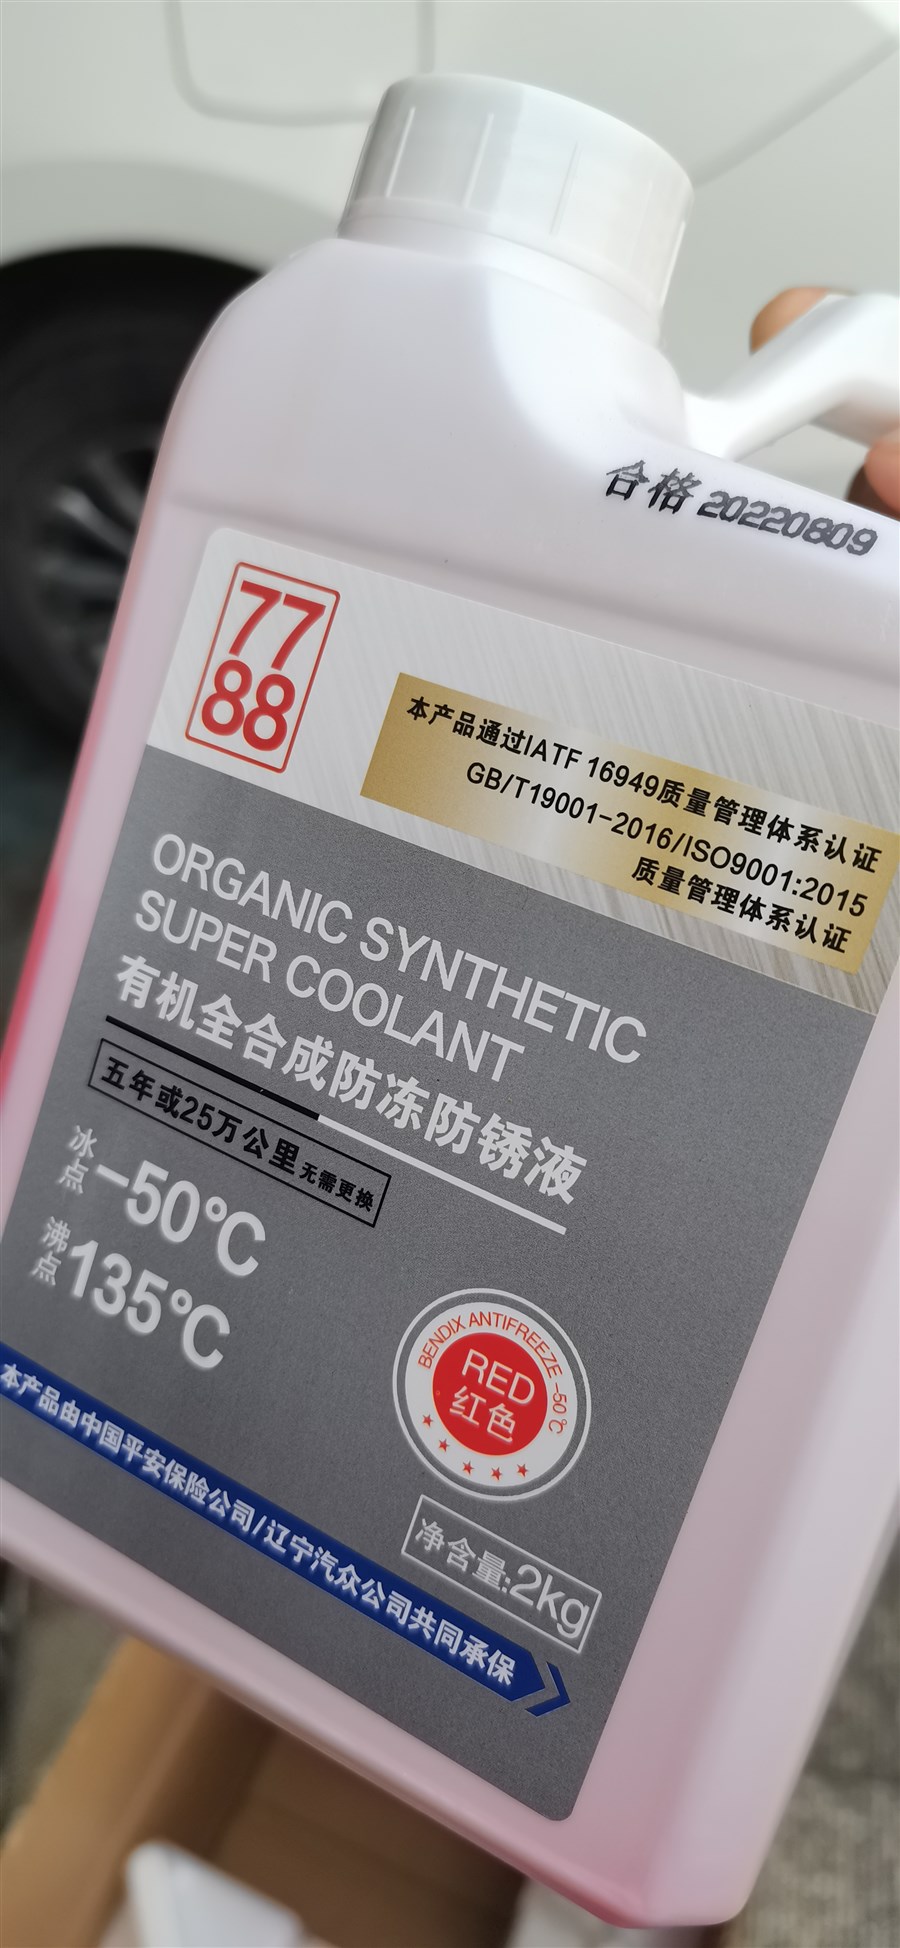 合格 20220809
77
88
本产品通过IATF 16949质量管理体系认证
GB/T19001-2016/ISO9001:2015
质量管理体系认证
ORGANIC SYNTHETIC
SUPER COOLANT
有机全合成防冻防锈液
五年或25万公里无需更换
冰点 -50℃
沸点 135℃
BENDIX ANTIFREEZE -50℃
RED
红色
净含量:2kg
本产品由中国平安保险公司/辽宁汽众公司共同承保